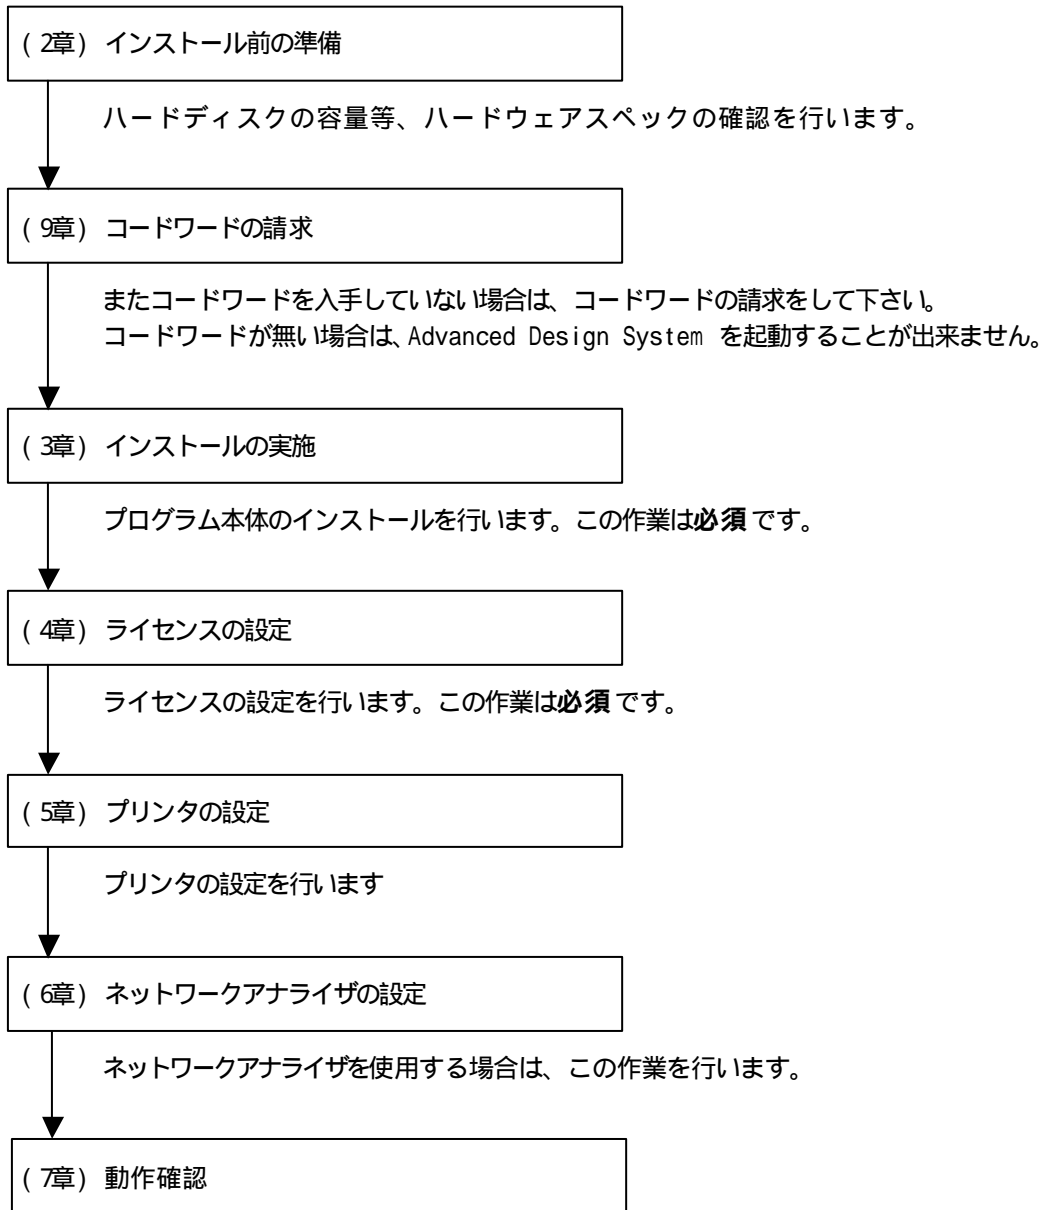 (2章) インストール前の準備
ハードディスクの容量等、ハードウェアスペックの確認を行います。
(9章) コードワードの請求
またコードワードを入手していない場合は、コードワードの請求をして下さい。
コードワードが無い場合は、Advanced Design System を起動することが出来ません。
(3章) インストールの実施
プログラム本体のインストールを行います。この作業は必須です。
(4章) ライセンスの設定
ライセンスの設定を行います。この作業は必須です。
(5章) プリンタの設定
プリンタの設定を行います
(6章) ネットワークアナライザの設定
ネットワークアナライザを使用する場合は、この作業を行います。
(7章) 動作確認